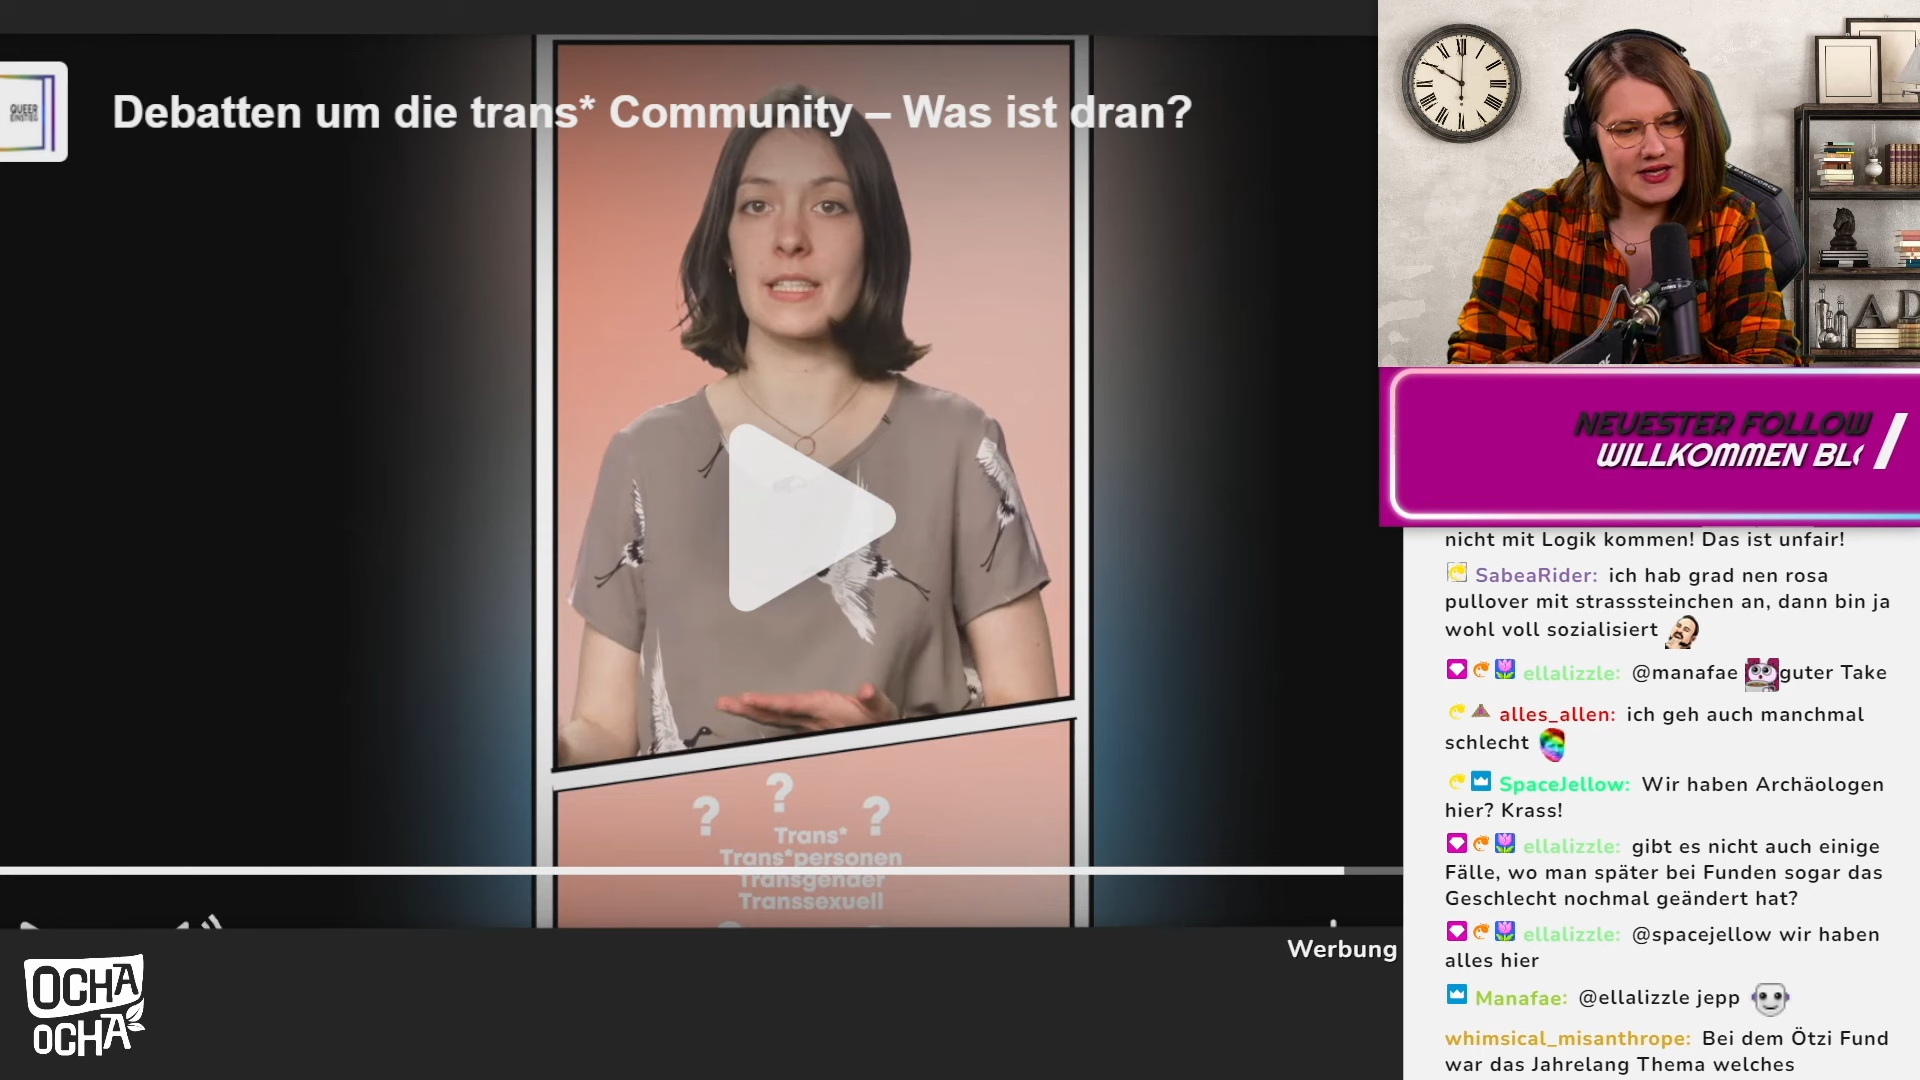 QUEER
EINSTIEG
Debatten um die trans* Community – Was ist dran?
? ? ?
Trans*
Trans*personen
Transgender
Transsexuell
Werbung
OCHA
OCHA
NEUESTER FOLLOW
WILLKOMMEN
nicht mit Logik kommen! Das ist unfair!
SabeaRider: ich hab grad nen rosa
pullover mit strasssteinchen an, dann bin ja
wohl voll sozialisiert
ellalizzle: @manafae guter Take
alles_allen: ich geh auch manchmal
schlecht
SpaceJellow: Wir haben Archäologen
hier? Krass!
ellalizzle: gibt es nicht auch einige
Fälle, wo man später bei Funden sogar das
Geschlecht nochmal geändert hat?
ellalizzle: @spacejellow wir haben
alles hier
Manafae: @ellalizzle jepp
whimsical_misanthrope: Bei dem Ötzi Fund
war das Jahrelang Thema welches